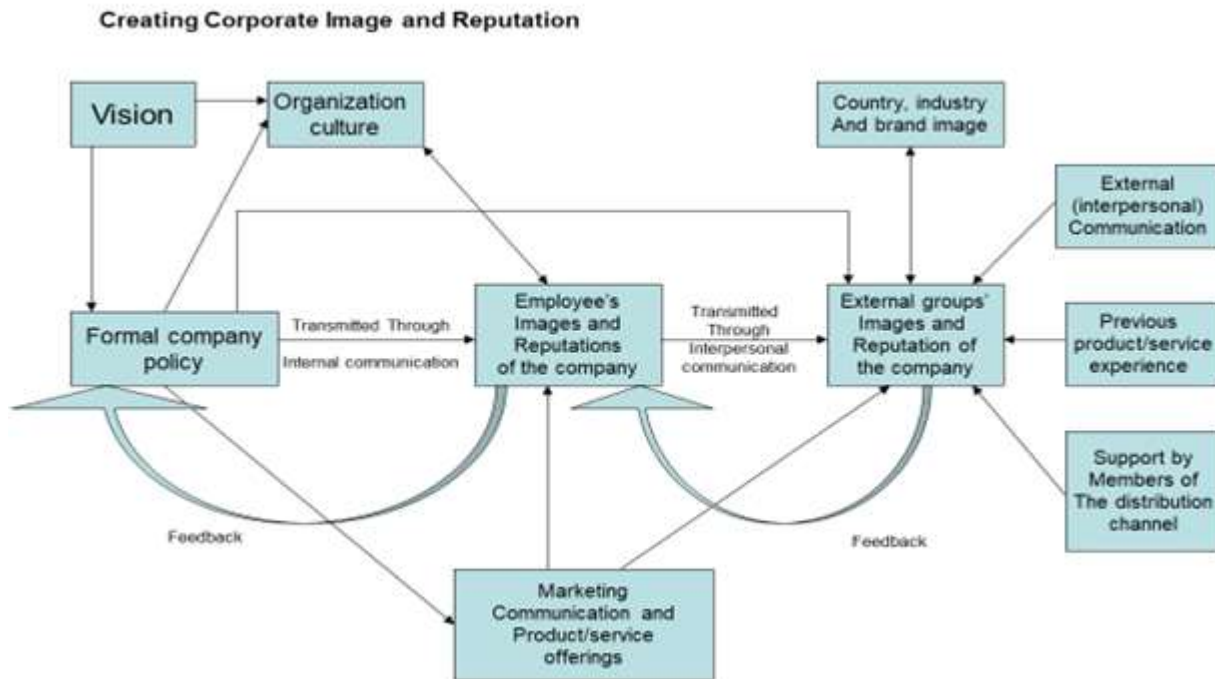 Creating Corporate Image and Reputation
Vision
Organization
culture
Country, industry
And brand image
External
(interpersonal)
Communication
Formal company
policy
Transmitted Through
Internal communication
Employee's
Images and
Reputations
of the company
Transmitted
Through
Interpersonal
communication
External groups'
Images and
Reputation of
the company
Previous
product/service
experience
Support by
Members of
The distribution
channel
Feedback
Feedback
Marketing
Communication and
Product/service
offerings